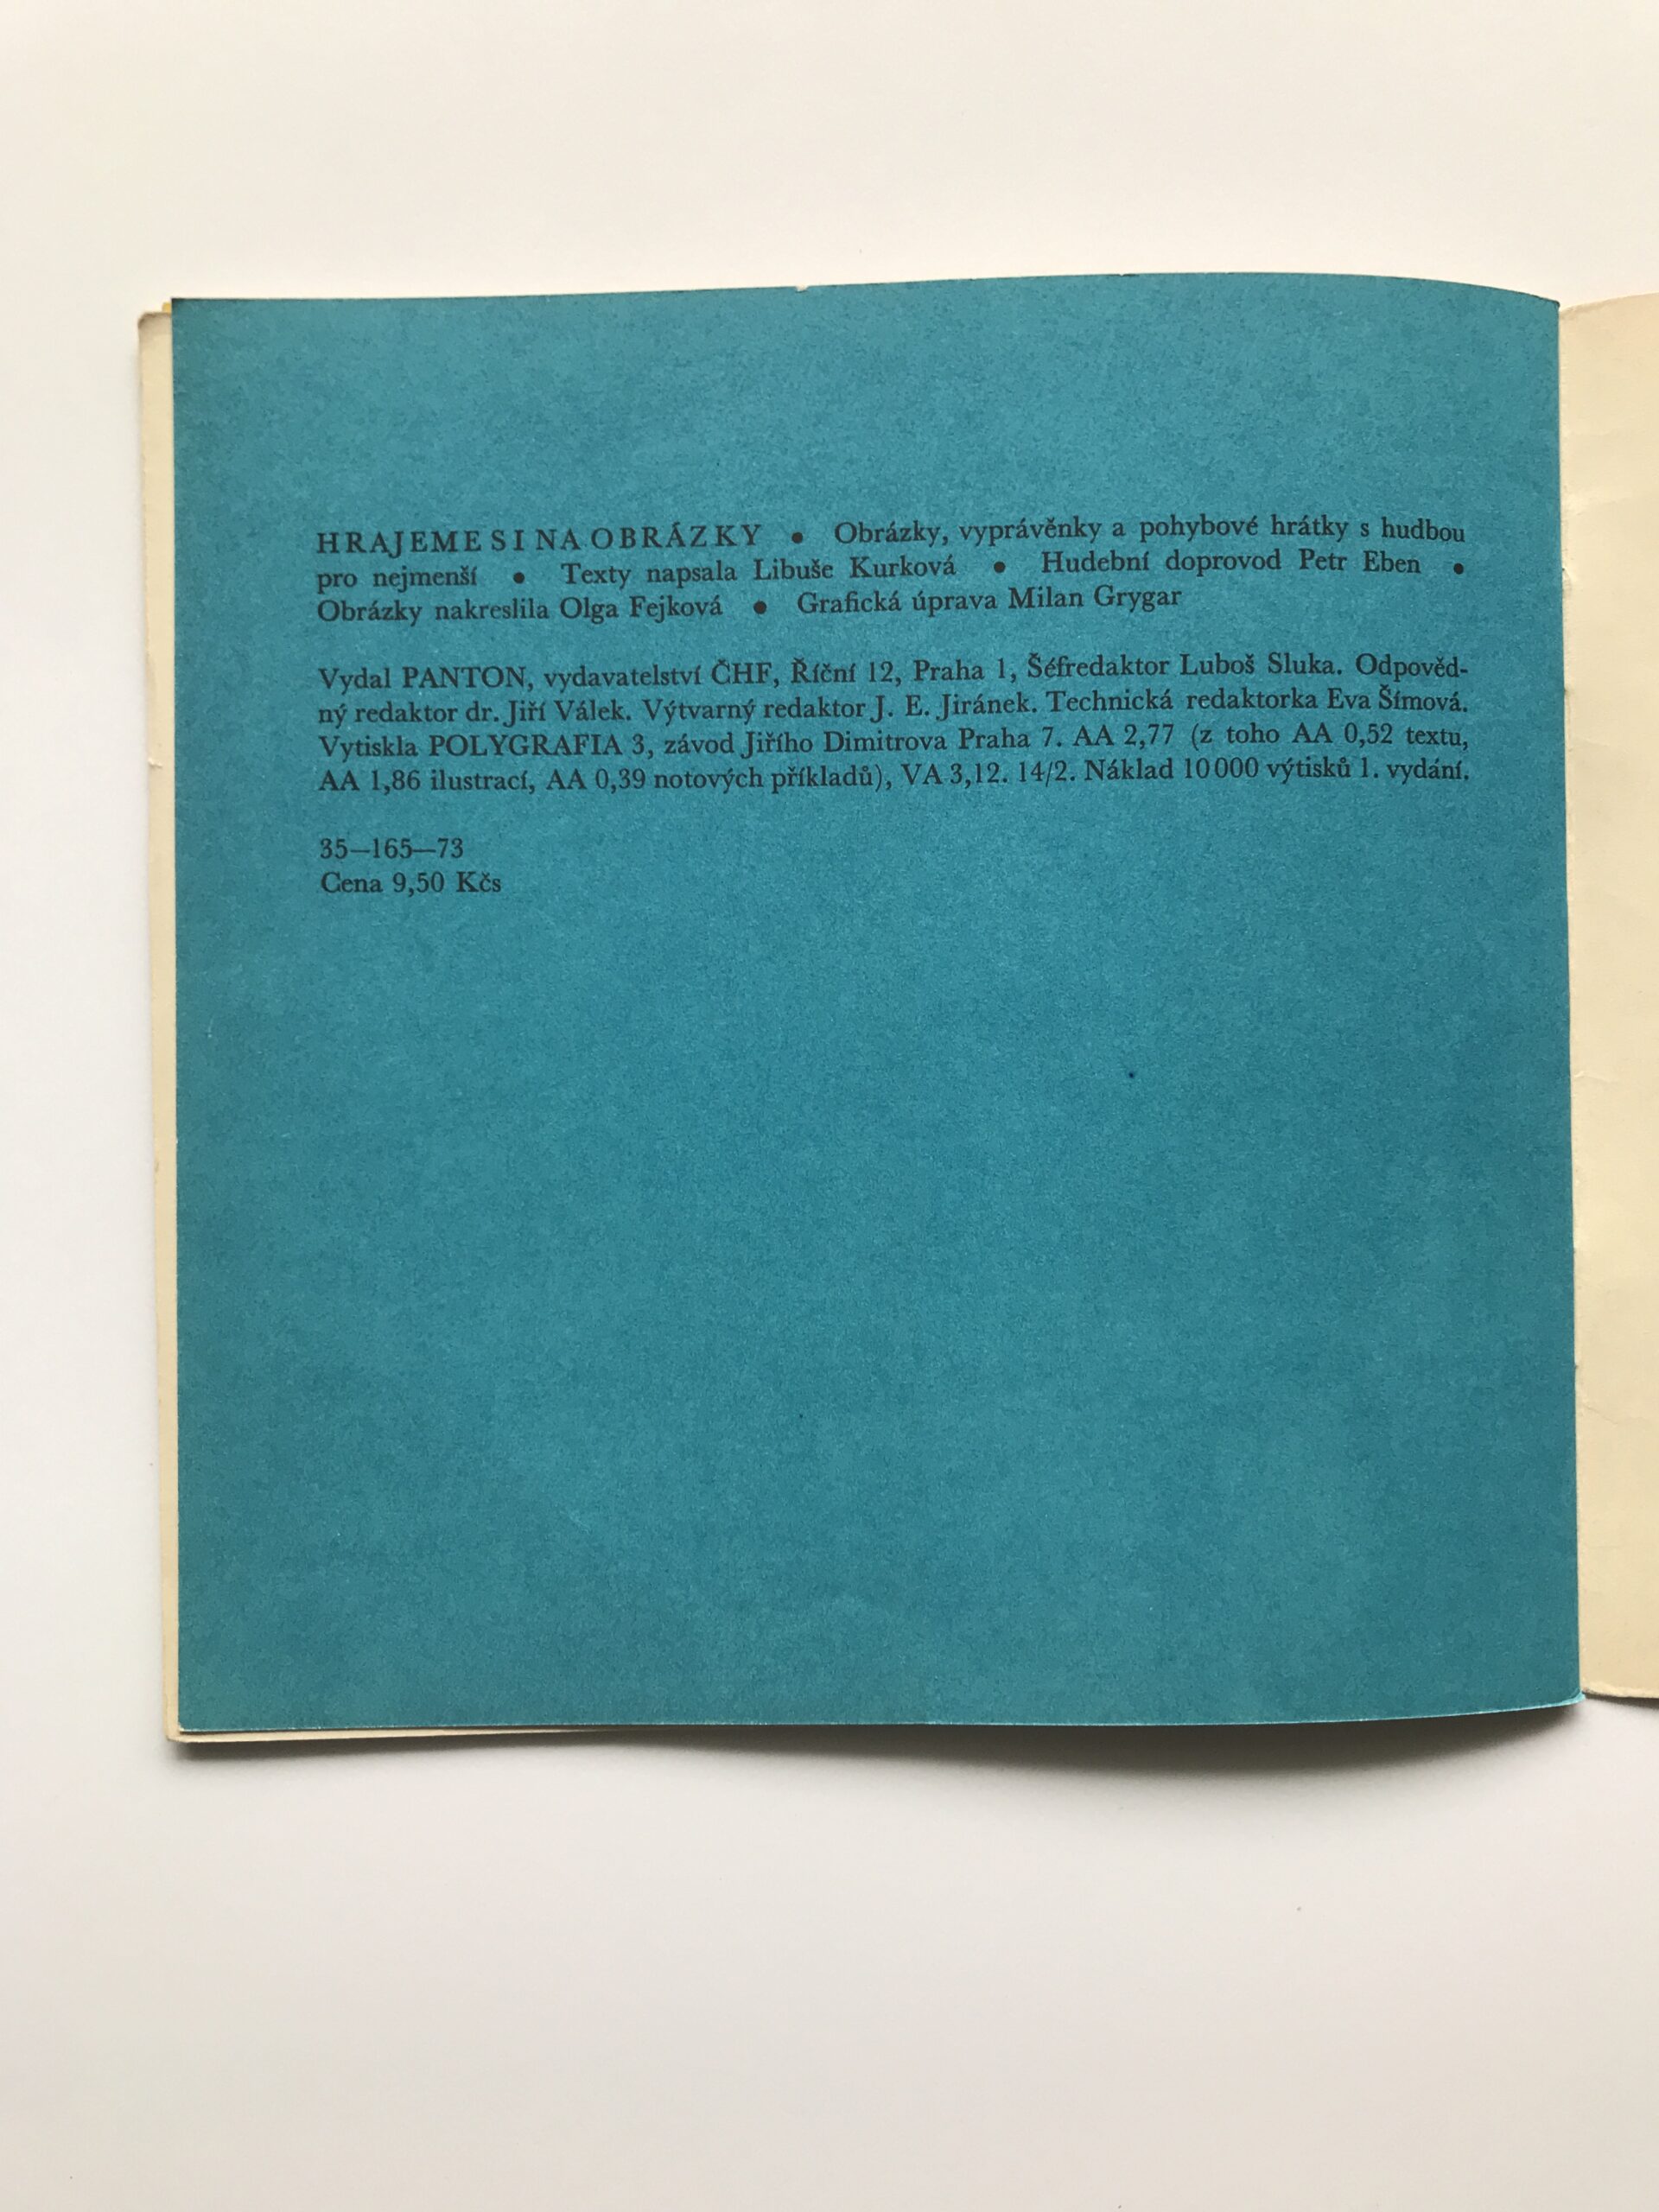 HRAJEME SI NA OBRÁZKY • Obrázky, vyprávěnky a pohybové hrátky s hudbou
pro nejmenší • Texty napsala Libuše Kurková • Hudební doprovod Petr Eben •
Obrázky nakreslila Olga Fejková • Grafická úprava Milan Grygar
Vydal PANTON, vydavatelství ČHF, Říční 12, Praha 1, Šéfredaktor Luboš Sluka. Odpověd-
ný redaktor dr. Jiří Válek. Výtvarný redaktor J. E. Jiránek. Technická redaktorka Eva Šímová.
Vytiskla POLYGRAFIA 3, závod Jiřího Dimitrova Praha 7. AA 2,77 (z toho AA 0,52 textu,
AA 1,86 ilustrací, AA 0,39 notových příkladů), VA 3,12. 14/2. Náklad 10 000 výtisků 1. vydání.
35—165—73
Cena 9,50 Kčs